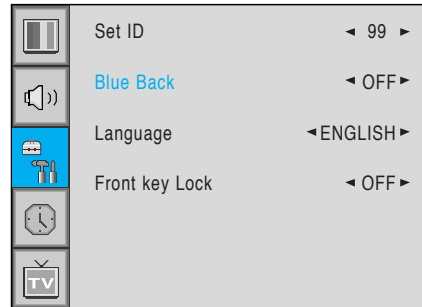 Set ID ◄ 99 ►
Blue Back ◄ OFF ►
Language ◄ ENGLISH ►
Front key Lock ◄ OFF ►
TV